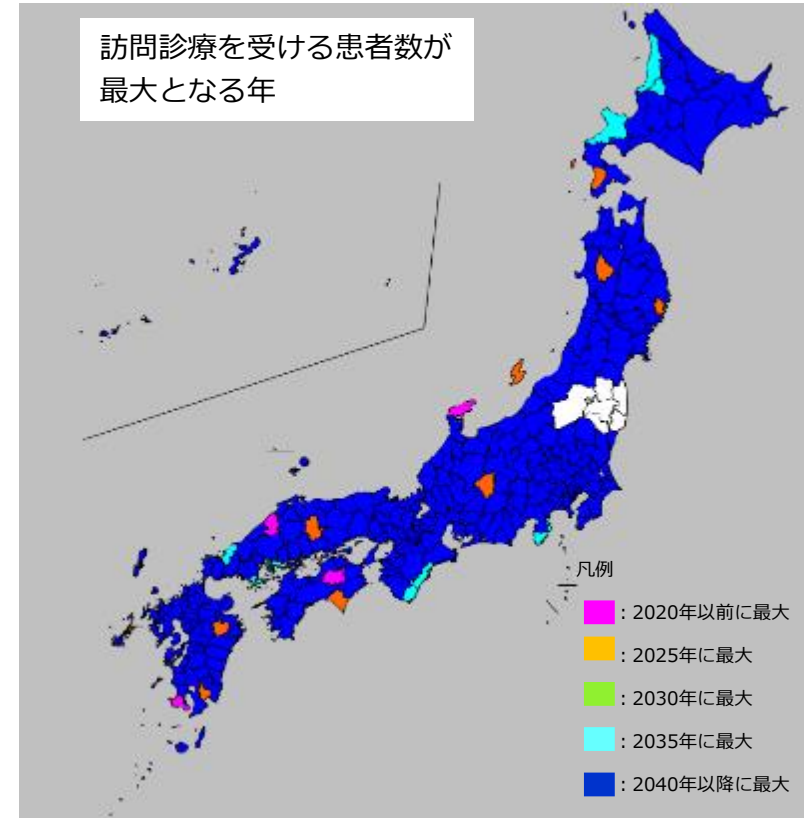 訪問診療を受ける患者数が
最大となる年
凡例
：2020年以前に最大
：2025年に最大
：2030年に最大
：2035年に最大
：2040年以降に最大